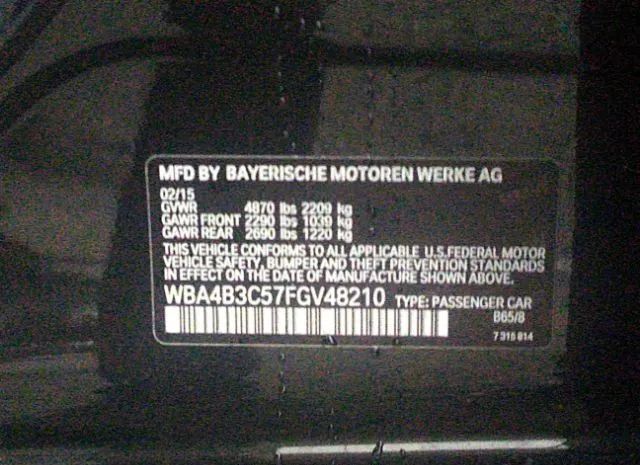 MFD BY BAYERISCHE MOTOREN WERKE AG
02/15
GVWR 4870 lbs 2209 kg
GAWR FRONT 2290 lbs 1039 kg
GAWR REAR 2690 lbs 1220 kg
THIS VEHICLE CONFORMS TO ALL APPLICABLE U.S.FEDERAL MOTOR
VEHICLE SAFETY, BUMPER AND THEFT PREVENTION STANDARDS
IN EFFECT ON THE DATE OF MANUFACTURE SHOWN ABOVE.
WBA4B3C57FGV48210 TYPE: PASSENGER CAR
B65/8
7 315 814